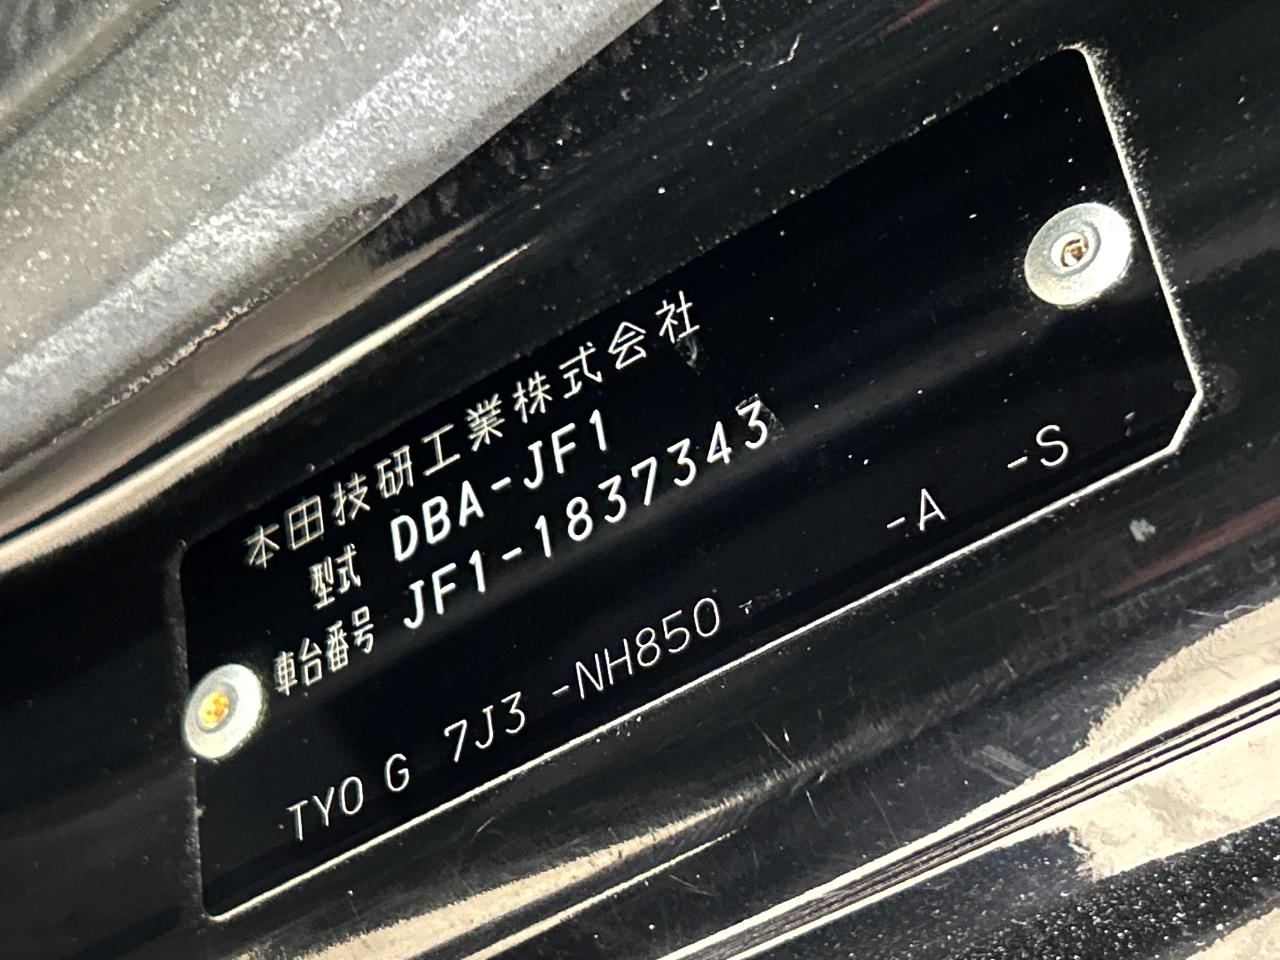 本田技研工業株式会社
型式 DBA-JF1
車台番号 JF1-1837343
TY0 G 7J3 -NH850 - -A -S